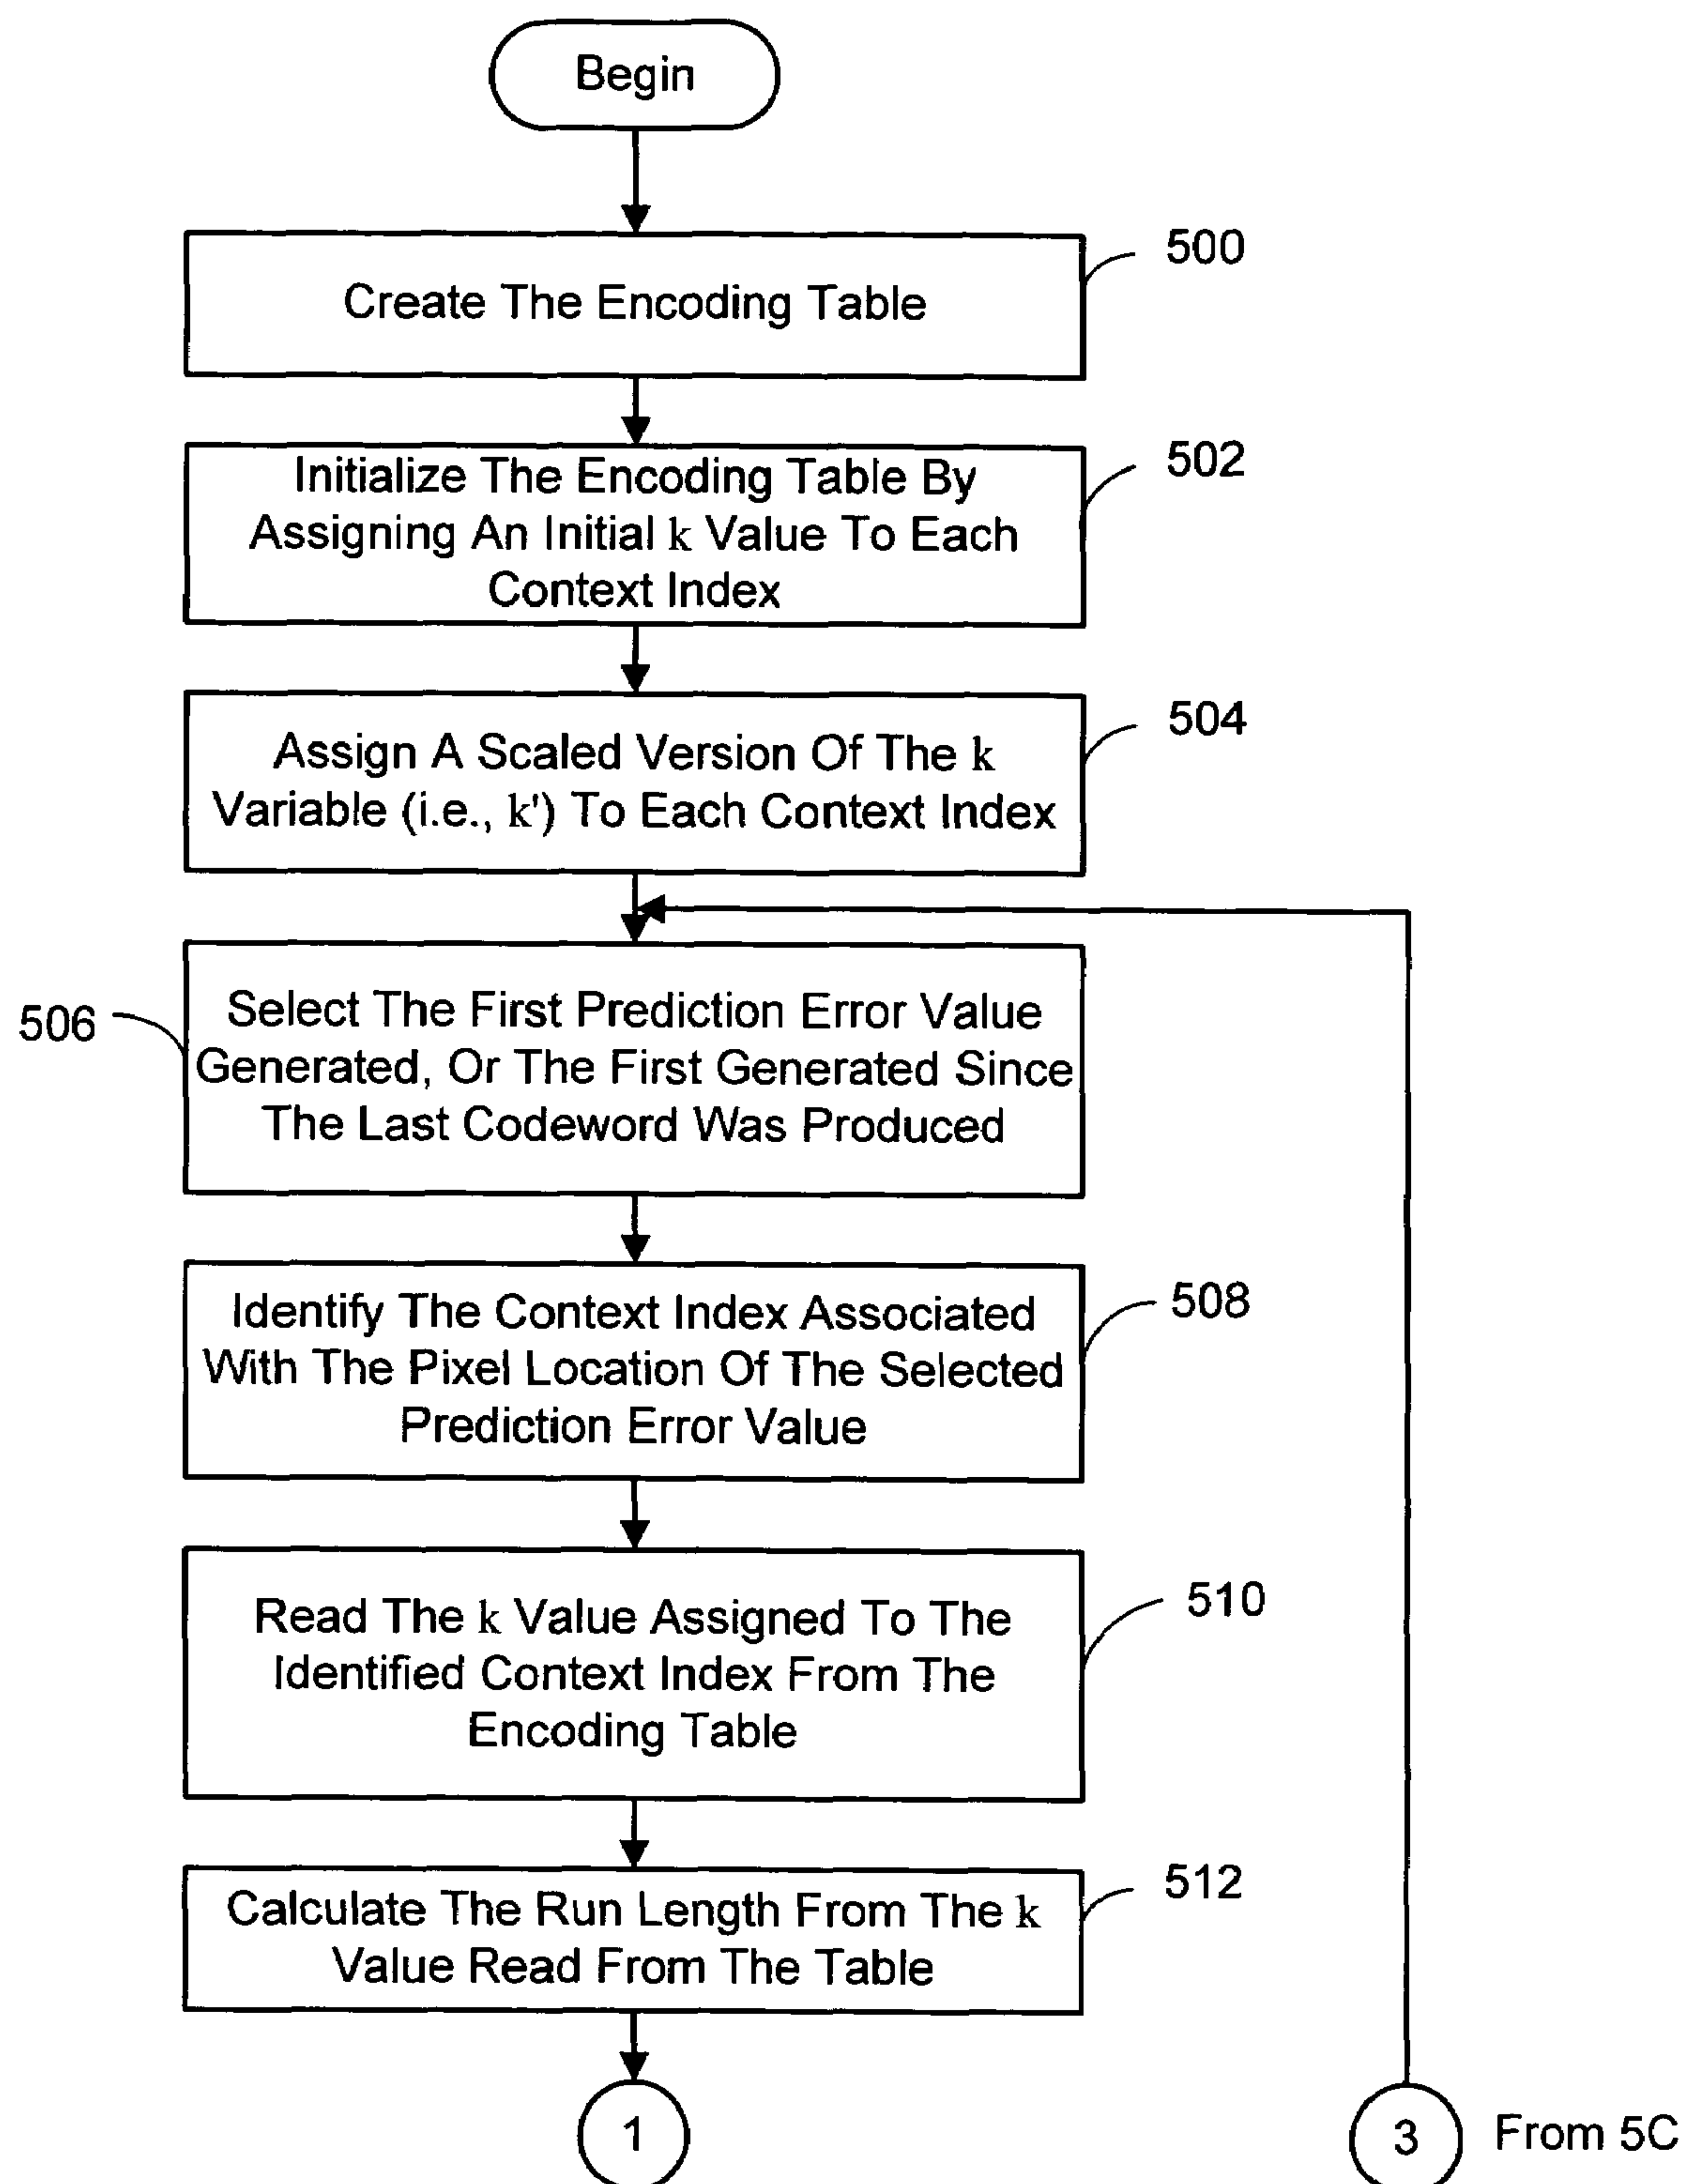 Begin
500
Create The Encoding Table
502
Initialize The Encoding Table By
Assigning An Initial k Value To Each
Context Index
504
Assign A Scaled Version Of The k
Variable (i.e., k') To Each Context Index
506
Select The First Prediction Error Value
Generated, Or The First Generated Since
The Last Codeword Was Produced
508
Identify The Context Index Associated
With The Pixel Location Of The Selected
Prediction Error Value
510
Read The k Value Assigned To The
Identified Context Index From The
Encoding Table
512
Calculate The Run Length From The k
Value Read From The Table
1
3 From 5C